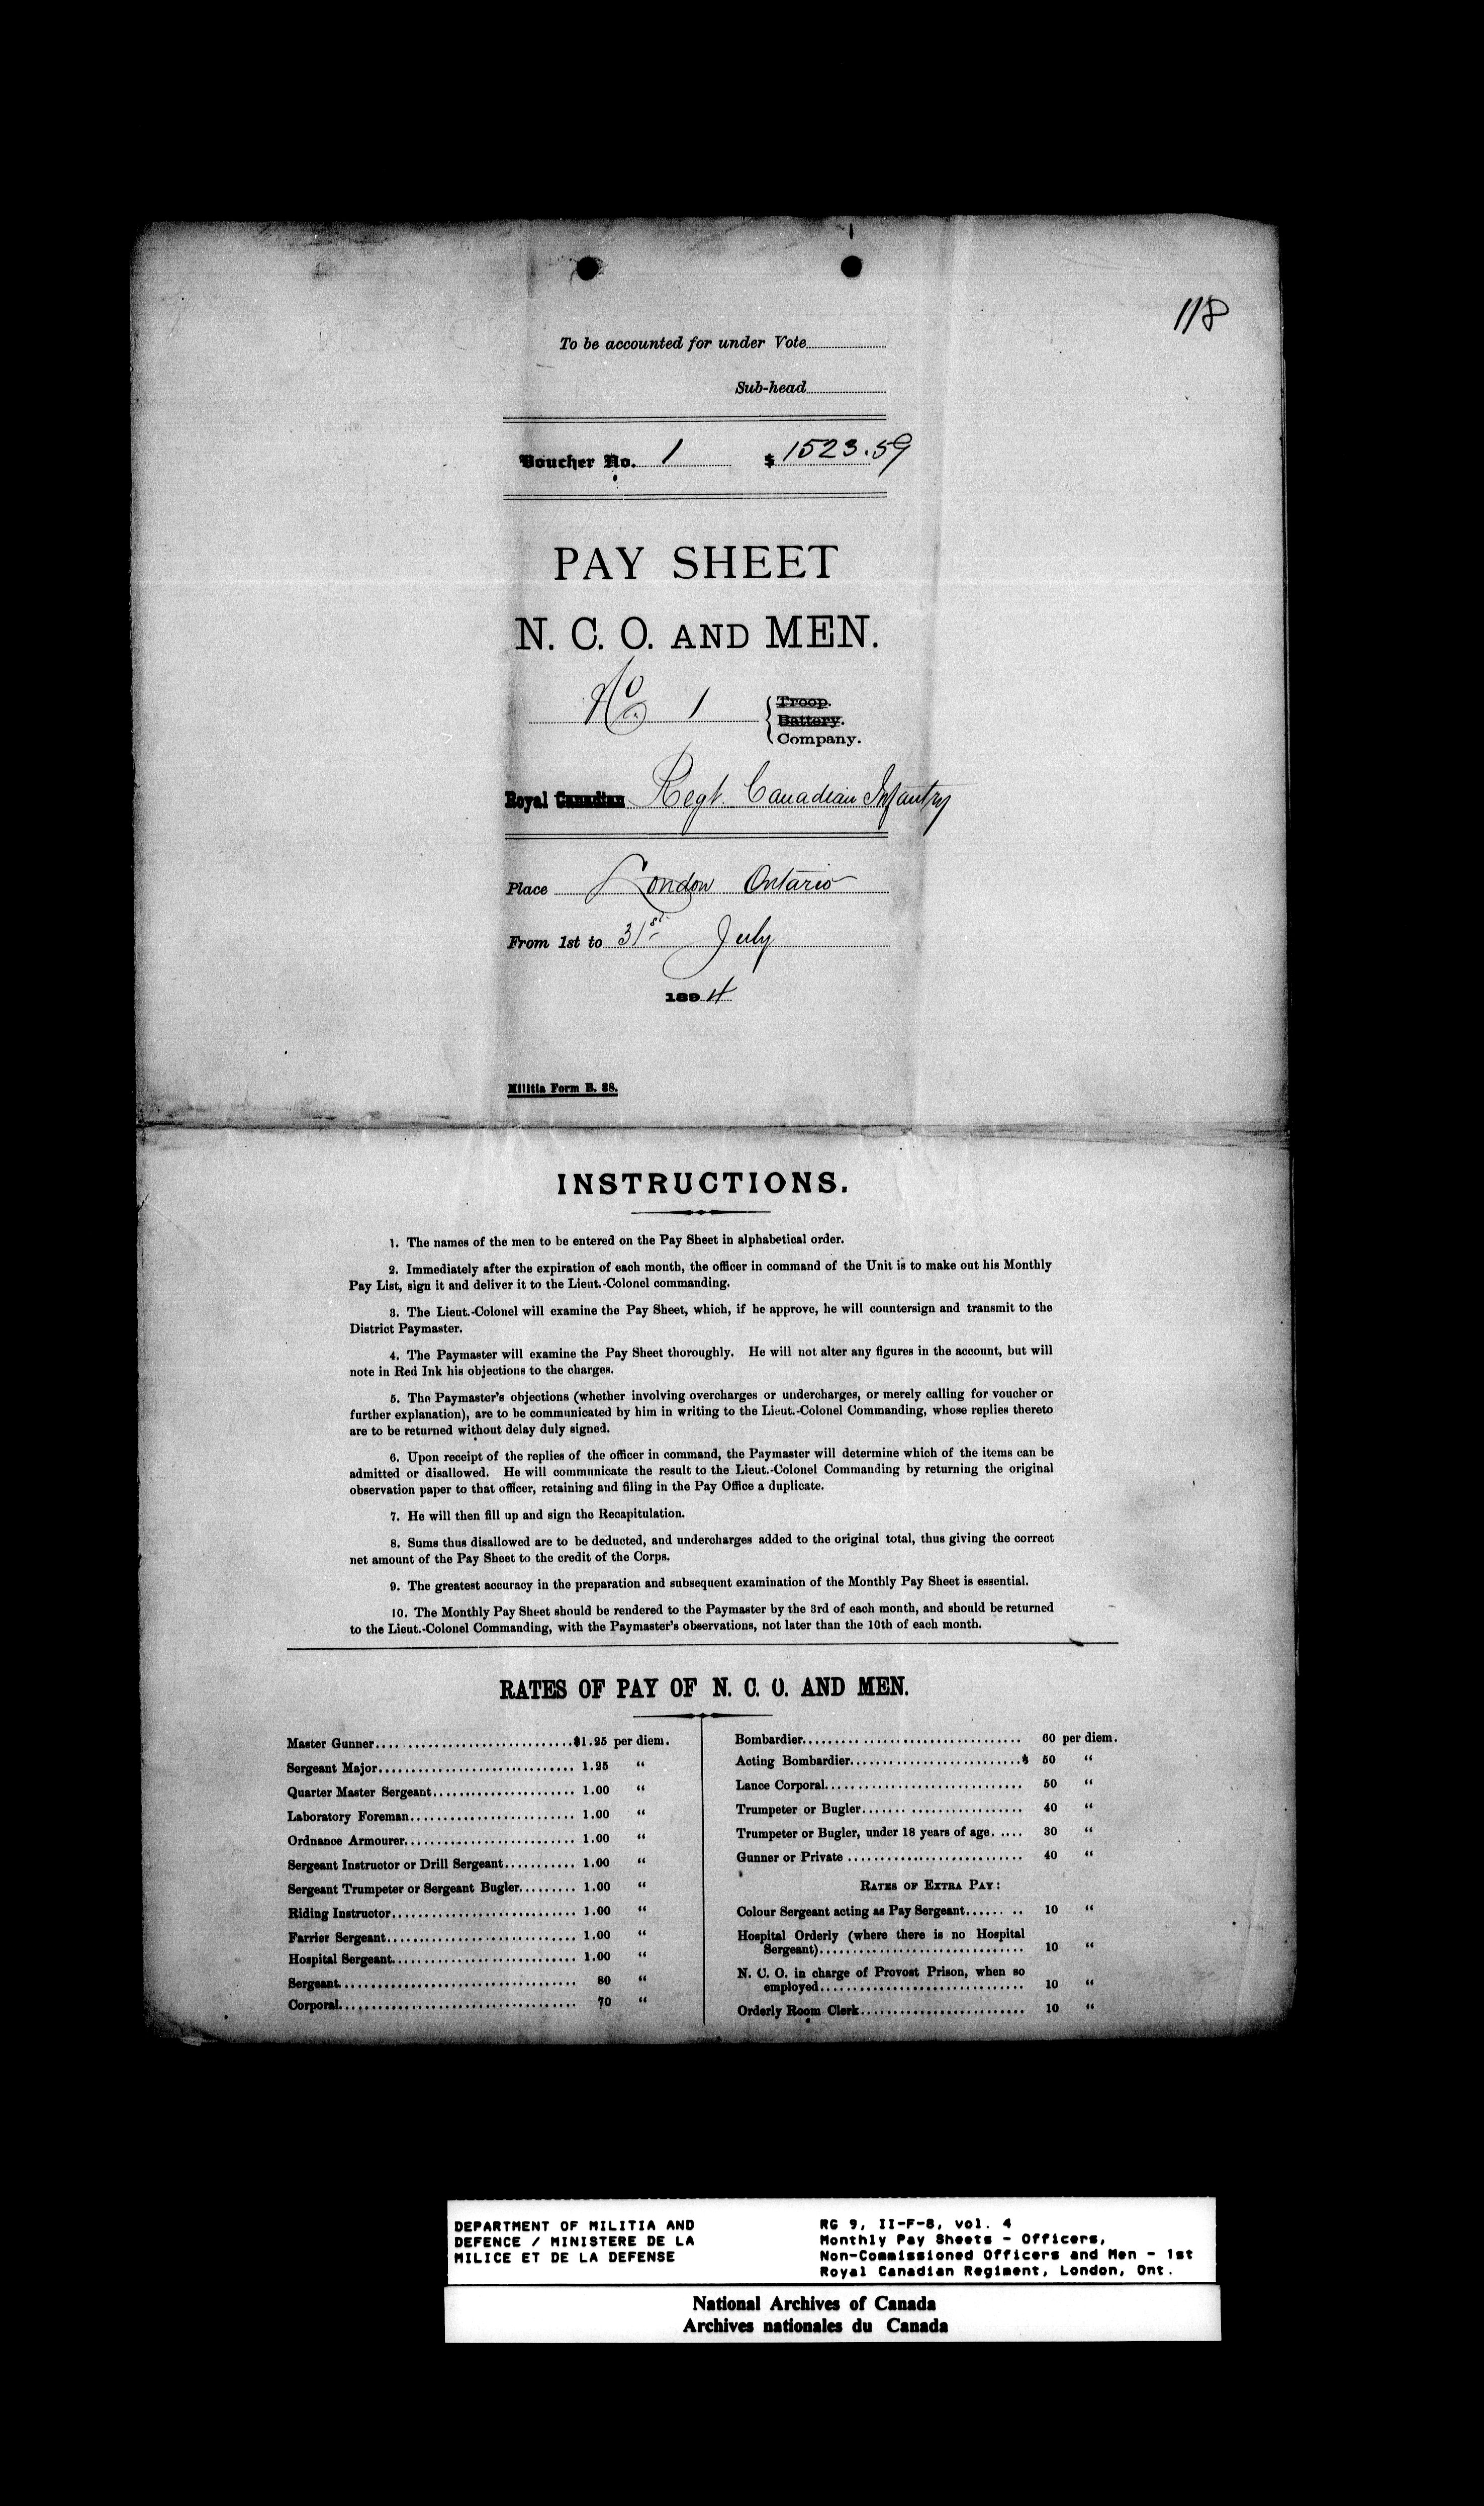 118
To be accounted for under Vote
Sub-head
Voucher No. 1 $ 1523.59
PAY SHEET
N. C. O. AND MEN.
No 1
Troop.
Battery.
Company.
Royal Canadian Regt. Canadian Infantry
Place London Ontario
From 1st to 31st July
1894
Militia Form B. 38.
INSTRUCTIONS.
1. The names of the men to be entered on the Pay Sheet in alphabetical order.
2. Immediately after the expiration of each month, the officer in command of the Unit is to make out his Monthly
Pay List, sign it and deliver it to the Lieut.-Colonel commanding.
3. The Lieut.-Colonel will examine the Pay Sheet, which, if he approve, he will countersign and transmit to the
District Paymaster.
4. The Paymaster will examine the Pay Sheet thoroughly. He will not alter any figures in the account, but will
note in Red Ink his objections to the charges.
5. The Paymaster's objections (whether involving overcharges or undercharges, or merely calling for voucher or
further explanation), are to be communicated by him in writing to the Lieut.-Colonel Commanding, whose replies thereto
are to be returned without delay duly signed.
6. Upon receipt of the replies of the officer in command, the Paymaster will determine which of the items can be
admitted or disallowed. He will communicate the result to the Lieut.-Colonel Commanding by returning the original
observation paper to that officer, retaining and filing in the Pay Office a duplicate.
7. He will then fill up and sign the Recapitulation.
8. Sums thus disallowed are to be deducted, and undercharges added to the original total, thus giving the correct
net amount of the Pay Sheet to the credit of the Corps.
9. The greatest accuracy in the preparation and subsequent examination of the Monthly Pay Sheet is essential.
10. The Monthly Pay Sheet should be rendered to the Paymaster by the 3rd of each month, and should be returned
to the Lieut.-Colonel Commanding, with the Paymaster's observations, not later than the 10th of each month.
RATES OF PAY OF N. C. O. AND MEN.
Master Gunner $1.25 per diem.
Sergeant Major 1.25 "
Quarter Master Sergeant 1.00 "
Laboratory Foreman 1.00 "
Ordnance Armourer 1.00 "
Sergeant Instructor or Drill Sergeant 1.00 "
Sergeant Trumpeter or Sergeant Bugler 1.00 "
Riding Instructor 1.00 "
Farrier Sergeant 1.00 "
Hospital Sergeant 1.00 "
Sergeant 80 "
Corporal 70 "
Bombardier 60 per diem.
Acting Bombardier $ 50 "
Lance Corporal 50 "
Trumpeter or Bugler 40 "
Trumpeter or Bugler, under 18 years of age 30 "
Gunner or Private 40 "
RATES OF EXTRA PAY:
Colour Sergeant acting as Pay Sergeant 10 "
Hospital Orderly (where there is no Hospital
Sergeant) 10 "
N. C. O. in charge of Provost Prison, when so
employed 10 "
Orderly Room Clerk 10 "
DEPARTMENT OF MILITIA AND
DEFENCE / MINISTERE DE LA
MILICE ET DE LA DEFENSE
RG 9, II-F-8, vol. 4
Monthly Pay Sheets - Officers,
Non-Commissioned Officers and Men - 1st
Royal Canadian Regiment, London, Ont.
National Archives of Canada
Archives nationales du Canada